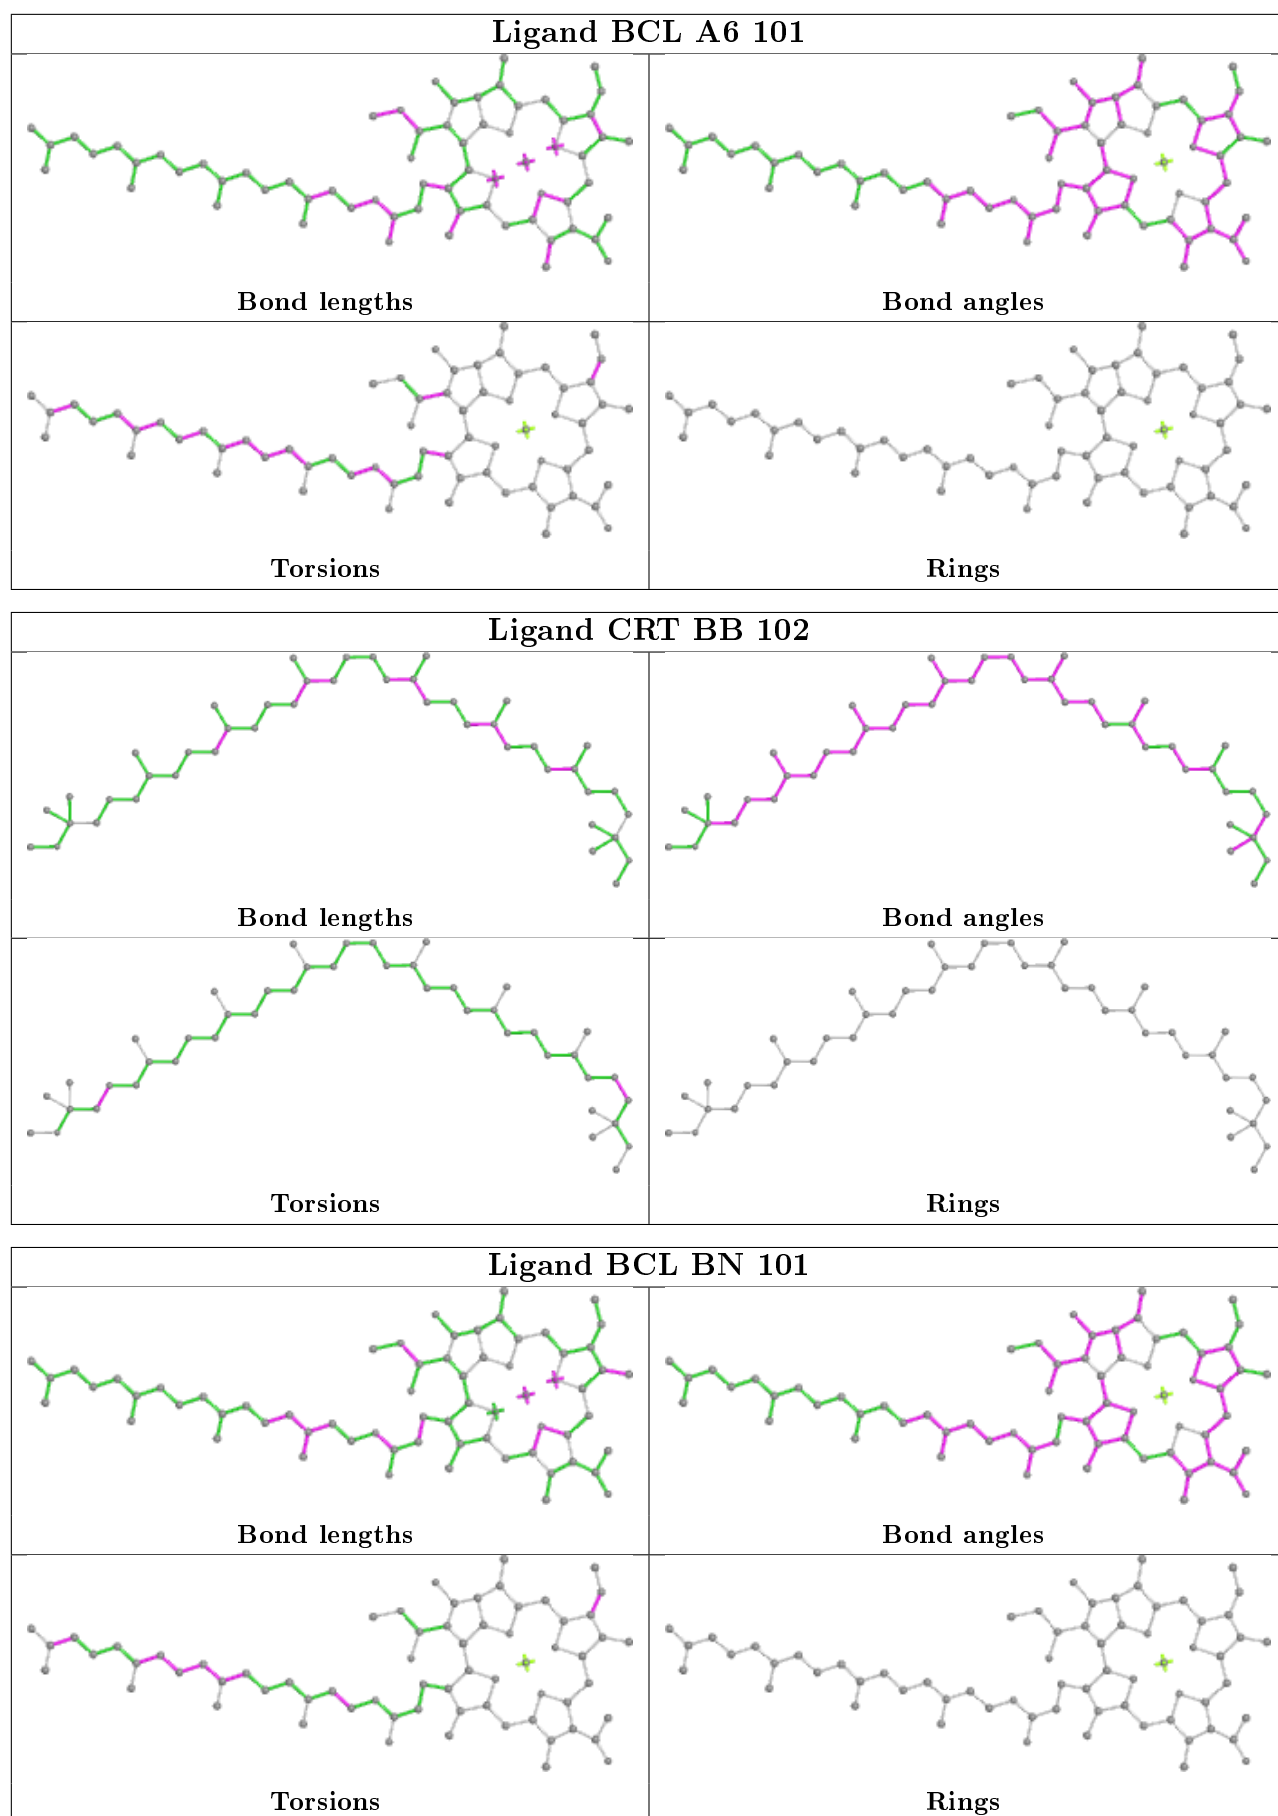 Ligand BCL A6 101
Bond lengths
Bond angles
Torsions
Rings
Ligand CRT BB 102
Bond lengths
Bond angles
Torsions
Rings
Ligand BCL BN 101
Bond lengths
Bond angles
Torsions
Rings